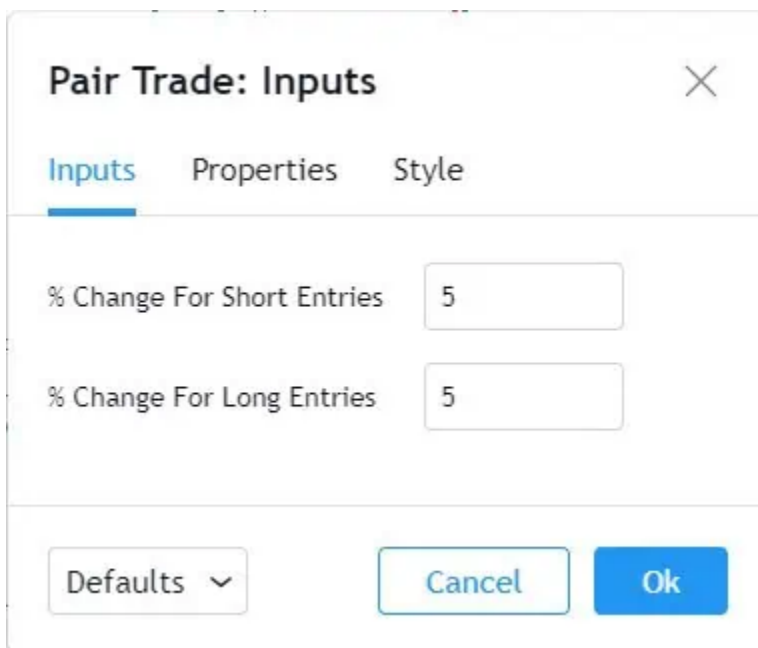 Pair Trade: Inputs
Inputs Properties Style
% Change For Short Entries 5
% Change For Long Entries 5
Defaults Cancel Ok